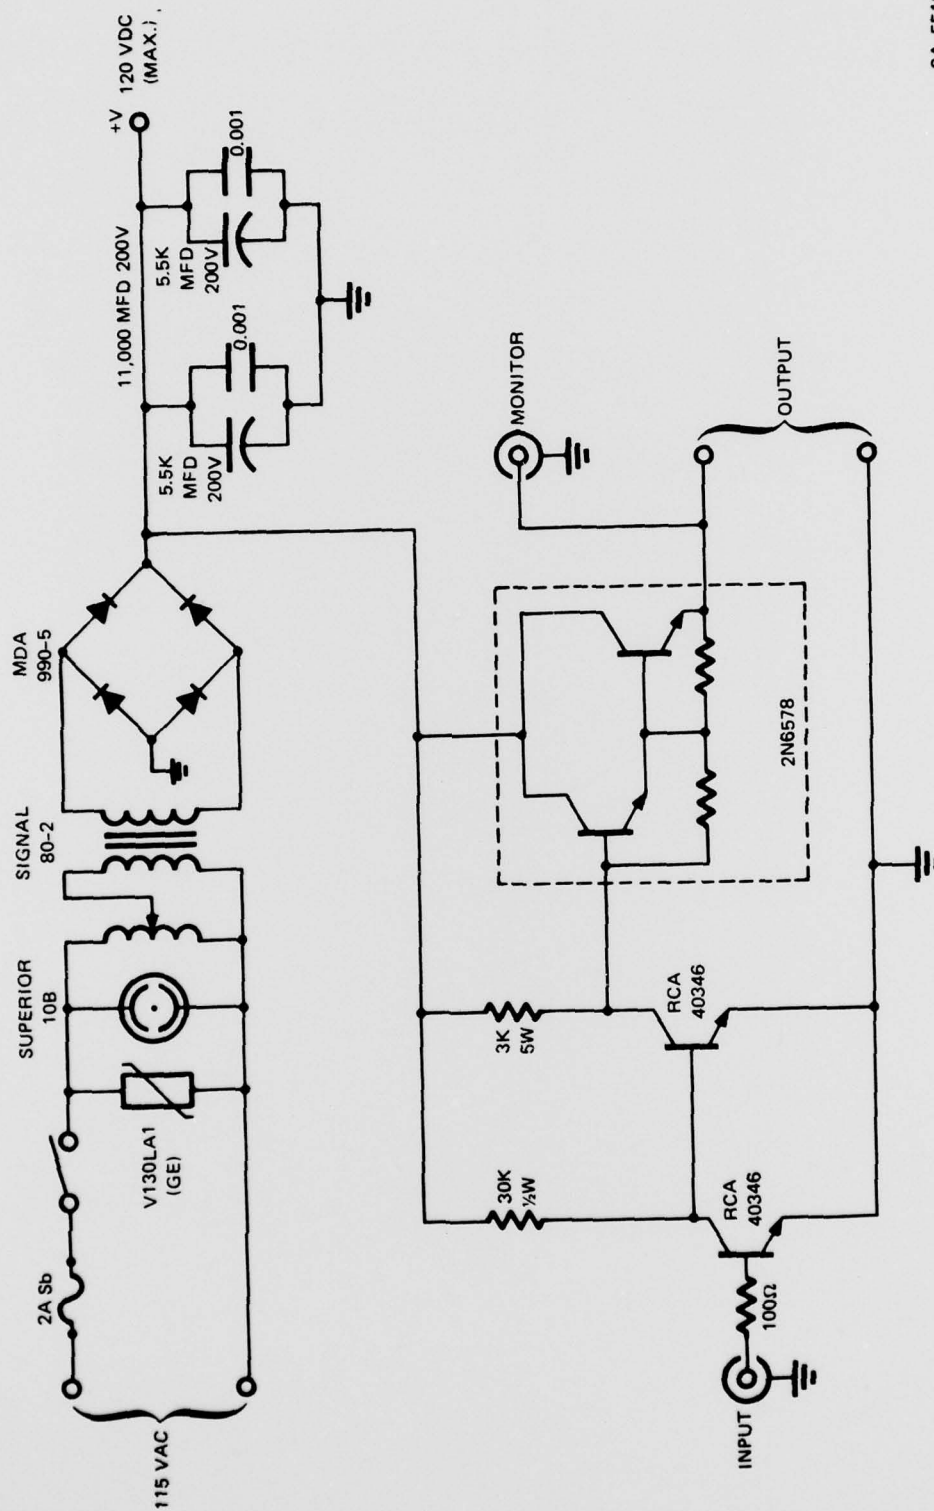 115 VAC
2A Sb
V130LA1
(GE)
SUPERIOR
10B
SIGNAL
80-2
MDA
990-5
11,000 MFD 200V
+V
120 VDC
(MAX.)
5.5K
MFD
200V
0.001
5.5K
MFD
200V
0.001
30K
½W
3K
5W
RCA
40346
RCA
40346
2N6578
INPUT
100Ω
MONITOR
OUTPUT